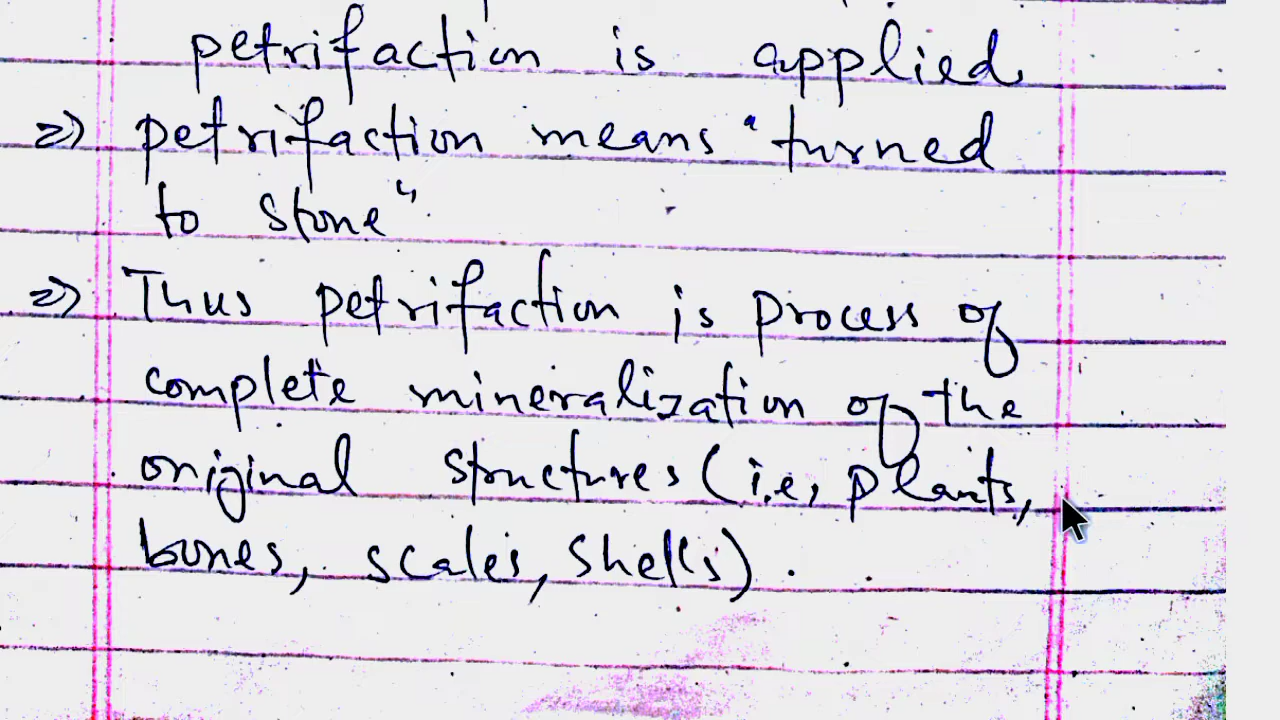 petrifaction is applied.
=> petrifaction means "turned
to stone".
=> Thus petrifaction is process of
complete mineralization of the
original structures (i.e, plants,
bones, scales, shells).